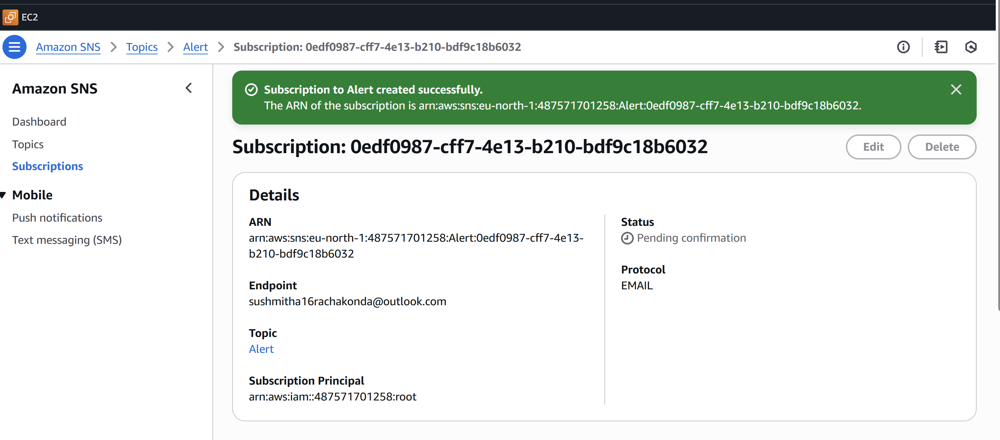 EC2
Amazon SNS
Topics
Alert
Subscription: 0edf0987-cff7-4e13-b210-bdf9c18b6032
Amazon SNS
Dashboard
Topics
Subscriptions
Mobile
Push notifications
Text messaging (SMS)
Subscription to Alert created successfully.
The ARN of the subscription is arn:aws:sns:eu-north-1:487571701258:Alert:0edf0987-cff7-4e13-b210-bdf9c18b6032.
Subscription: 0edf0987-cff7-4e13-b210-bdf9c18b6032
Edit
Delete
Details
ARN
arn:aws:sns:eu-north-1:487571701258:Alert:0edf0987-cff7-4e13-
b210-bdf9c18b6032
Endpoint
sushmitha16rachakonda@outlook.com
Topic
Alert
Subscription Principal
arn:aws:iam::487571701258:root
Status
Pending confirmation
Protocol
EMAIL